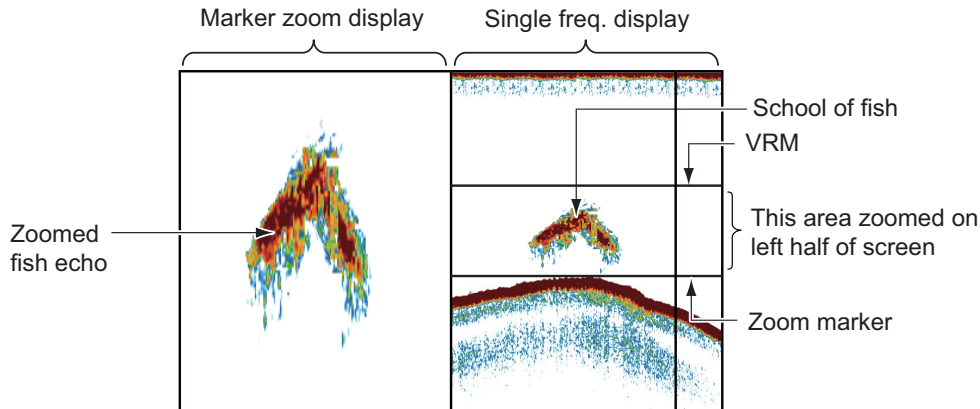 Marker zoom display
Single freq. display
School of fish
VRM
Zoomed
fish echo
This area zoomed on
left half of screen
Zoom marker